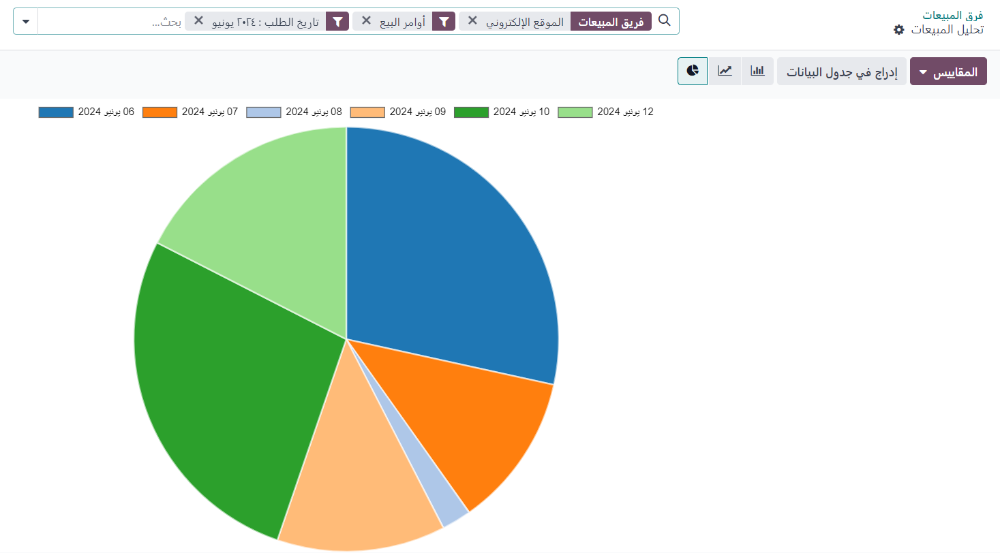 فرق المبيعات
تحليل المبيعات
فريق المبيعات الموقع الإلكتروني أوامر البيع تاريخ الطلب : ٢٠٢٤ يونيو بحث...
المقاييس إدراج في جدول البيانات
06 يونيو 2024 07 يونيو 2024 08 يونيو 2024 09 يونيو 2024 10 يونيو 2024 12 يونيو 2024